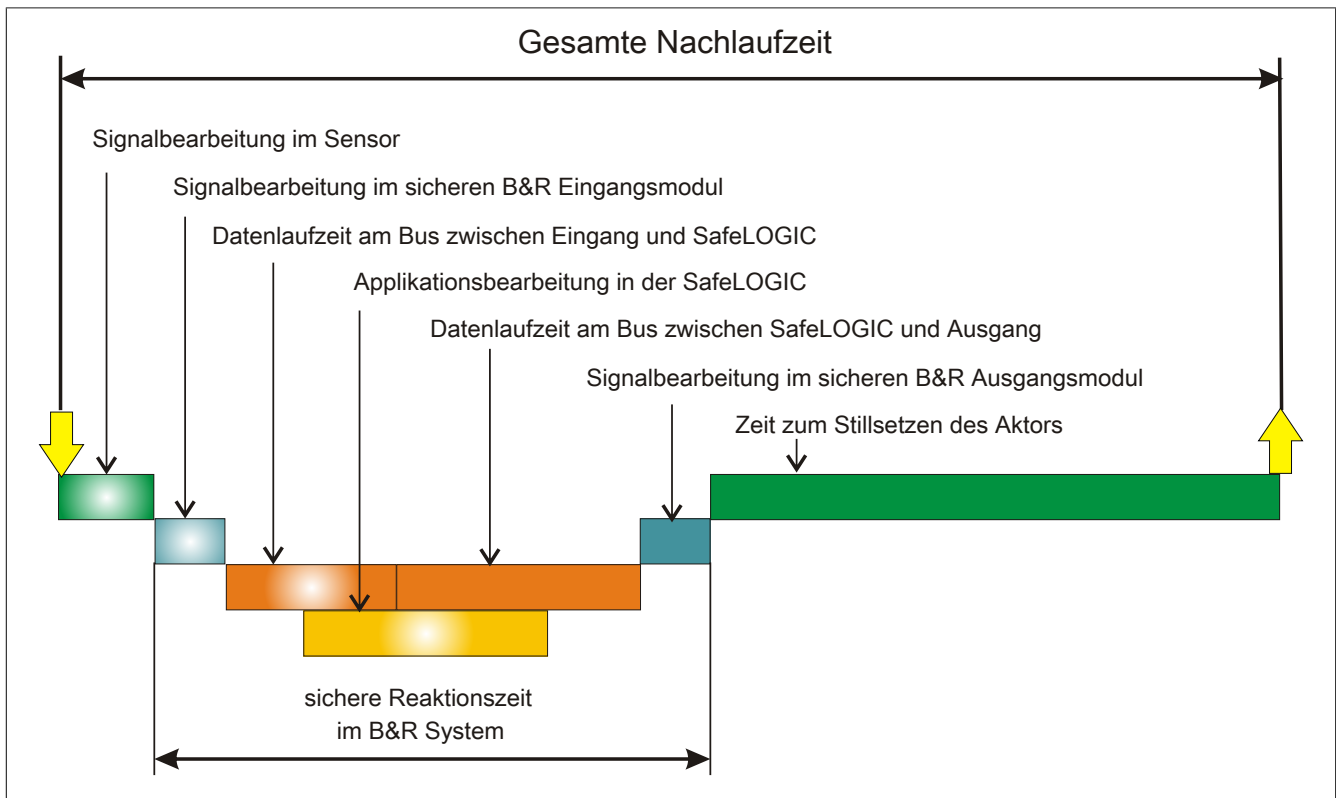 Gesamte Nachlaufzeit
Signalbearbeitung im Sensor
Signalbearbeitung im sicheren B&R Eingangsmodul
Datenlaufzeit am Bus zwischen Eingang und SafeLOGIC
Applikationsbearbeitung in der SafeLOGIC
Datenlaufzeit am Bus zwischen SafeLOGIC und Ausgang
Signalbearbeitung im sicheren B&R Ausgangsmodul
Zeit zum Stillsetzen des Aktors
sichere Reaktionszeit
im B&R System